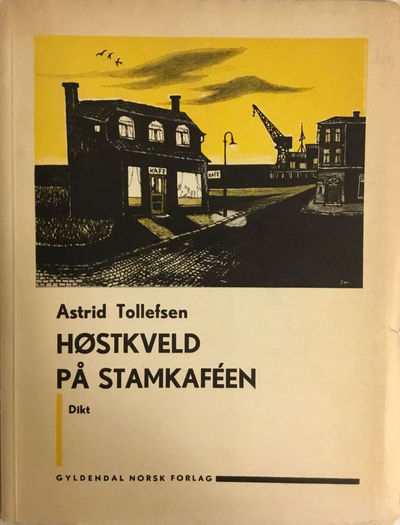 KAFE
KAFE
Astrid Tollefsen
HØSTKVELD
PÅ STAMKAFÉEN
Dikt
GYLDENDAL NORSK FORLAG